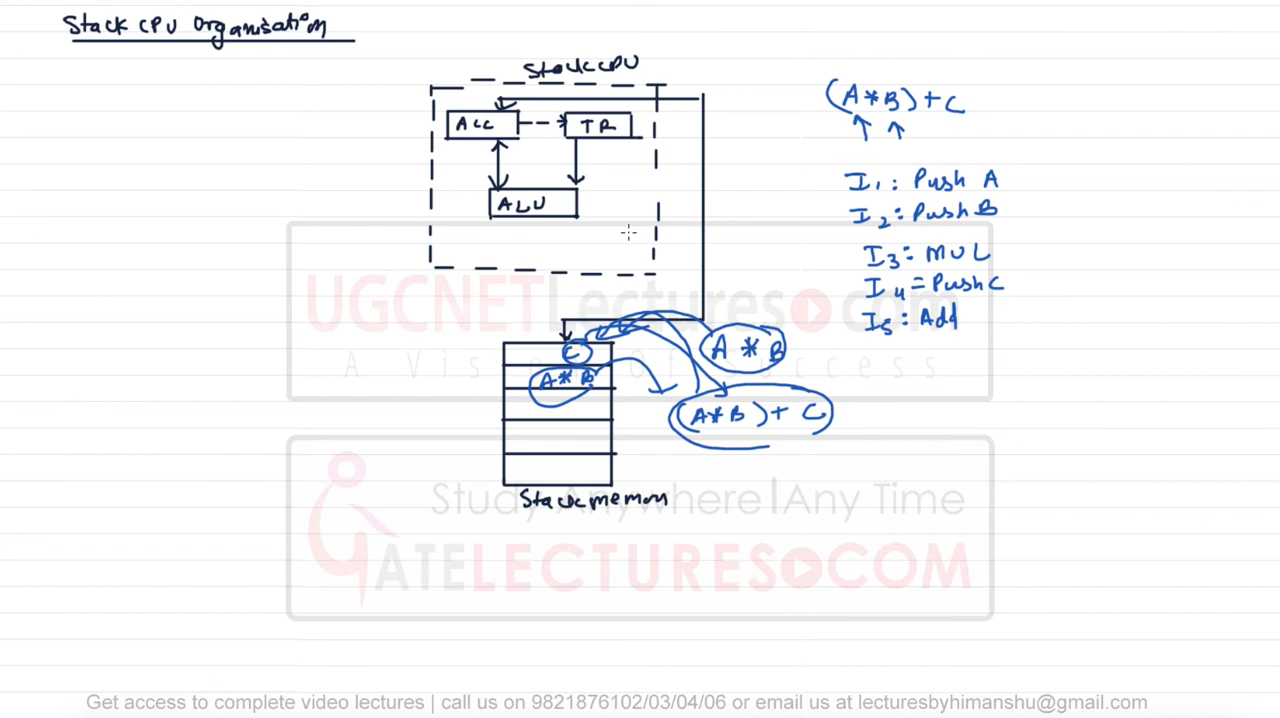 Stack CPU Organisation
Stack CPU
ACC
TR
ALU
(A*B)+C
I1: Push A
I2: Push B
I3: MUL
I4= Push C
I5: Add
C
A*B
A * B
(A*B)+ C
Stack memory
UGCNETLectures.COM
A Vision Of Success
Study Anywhere|Any Time
GATELECTURES.COM
Get access to complete video lectures | call us on 9821876102/03/04/06 or email us at lecturesbyhimanshu@gmail.com